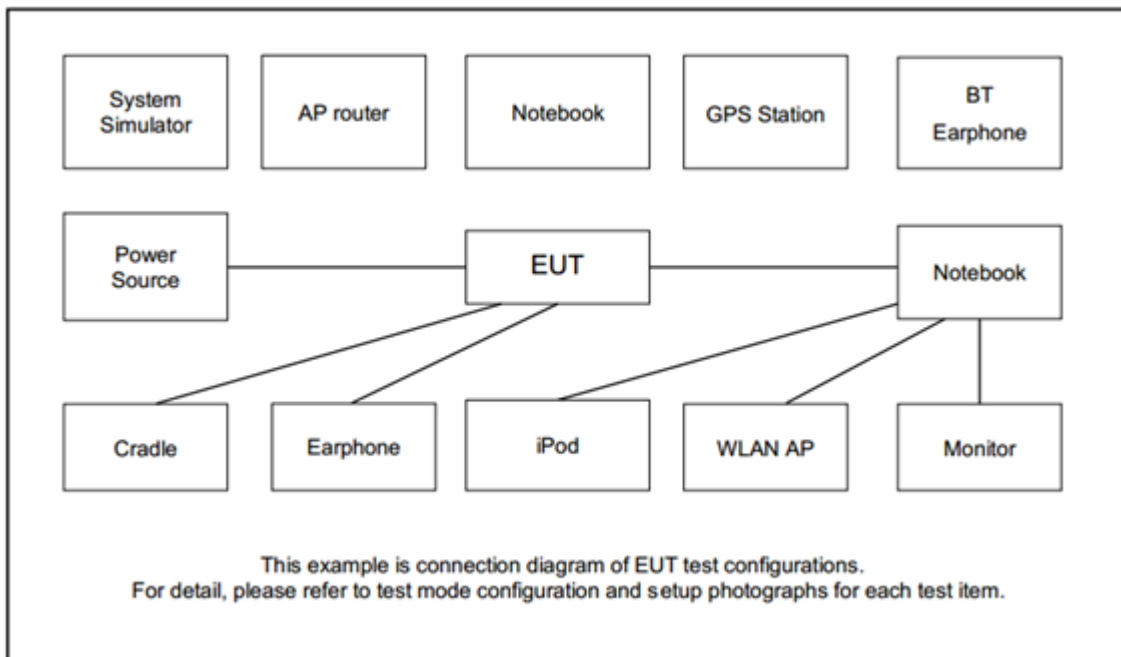 System
Simulator
AP router
Notebook
GPS Station
BT
Earphone
Power
Source
EUT
Notebook
Cradle
Earphone
iPod
WLAN AP
Monitor
This example is connection diagram of EUT test configurations.
For detail, please refer to test mode configuration and setup photographs for each test item.